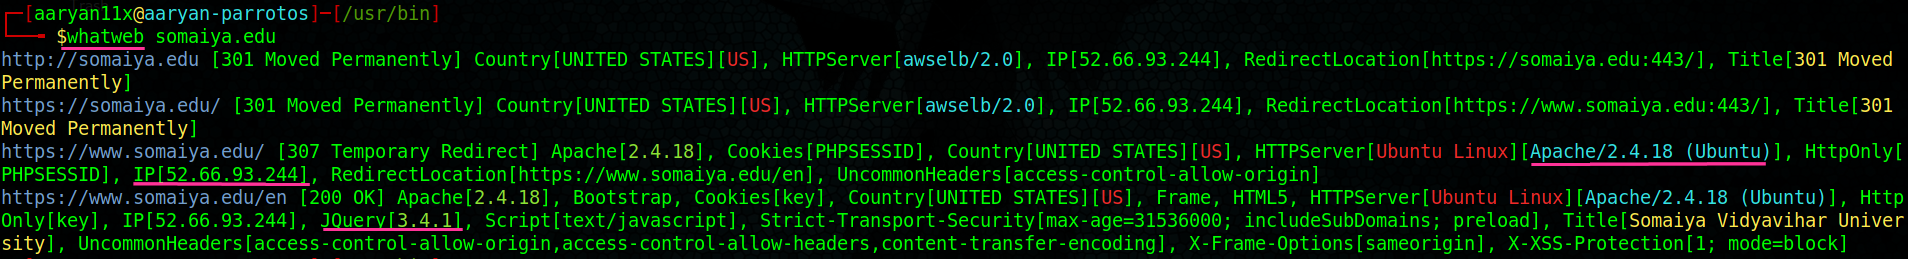 ┌─[aaryan11x@aaryan-parrotos]─[/usr/bin]
└──╼ $whatweb somaiya.edu
http://somaiya.edu [301 Moved Permanently] Country[UNITED STATES][US], HTTPServer[awselb/2.0], IP[52.66.93.244], RedirectLocation[https://somaiya.edu:443/], Title[301 Moved
Permanently]
https://somaiya.edu/ [301 Moved Permanently] Country[UNITED STATES][US], HTTPServer[awselb/2.0], IP[52.66.93.244], RedirectLocation[https://www.somaiya.edu:443/], Title[301
Moved Permanently]
https://www.somaiya.edu/ [307 Temporary Redirect] Apache[2.4.18], Cookies[PHPSESSID], Country[UNITED STATES][US], HTTPServer[Ubuntu Linux][Apache/2.4.18 (Ubuntu)], HttpOnly[
PHPSESSID], IP[52.66.93.244], RedirectLocation[https://www.somaiya.edu/en], UncommonHeaders[access-control-allow-origin]
https://www.somaiya.edu/en [200 OK] Apache[2.4.18], Bootstrap, Cookies[key], Country[UNITED STATES][US], Frame, HTML5, HTTPServer[Ubuntu Linux][Apache/2.4.18 (Ubuntu)], Http
Only[key], IP[52.66.93.244], JQuery[3.4.1], Script[text/javascript], Strict-Transport-Security[max-age=31536000; includeSubDomains; preload], Title[Somaiya Vidyavihar Univer
sity], UncommonHeaders[access-control-allow-origin,access-control-allow-headers,content-transfer-encoding], X-Frame-Options[sameorigin], X-XSS-Protection[1; mode=block]